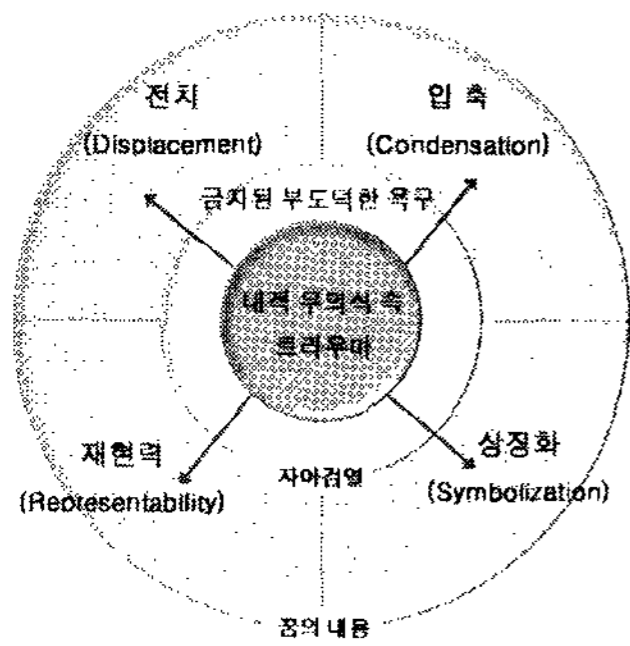 전치
(Displacement)
압 축
(Condensation)
금지된 부도덕한 욕구
내적 무의식 속
트라우마
재현력
(Representability)
자아검열
상징화
(Symbolization)
꿈의 내용